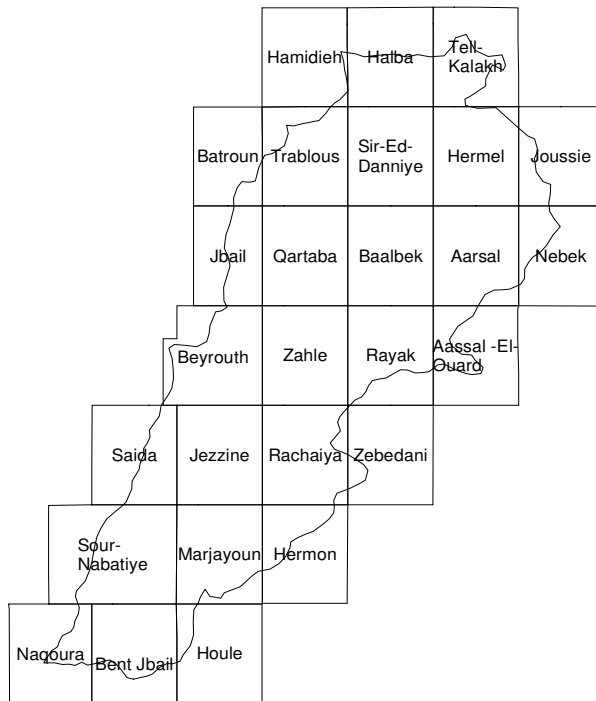 Hamidieh
Halba
Tell-
Kalakh
Batroun
Trablous
Sir-Ed-
Danniye
Hermel
Joussie
Jbail
Qartaba
Baalbek
Aarsal
Nebek
Beyrouth
Zahle
Rayak
Aassal -El-
Ouard
Saida
Jezzine
Rachaiya
Zebedani
Sour-
Nabatiye
Marjayoun
Hermon
Naqoura
Bent Jbail
Houle